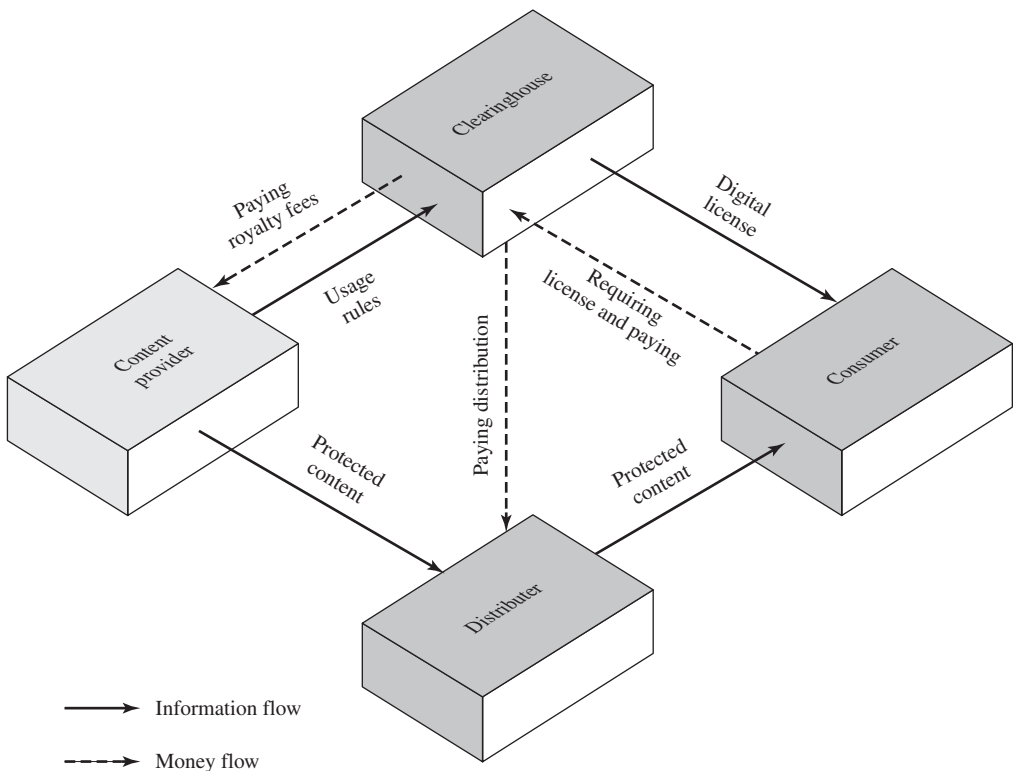 Clearinghouse
Paying
royalty fees
Usage
rules
Digital
license
Requiring
license and paying
Content
provider
Paying distribution
Consumer
Protected
content
Protected
content
Distributer
Information flow
Money flow